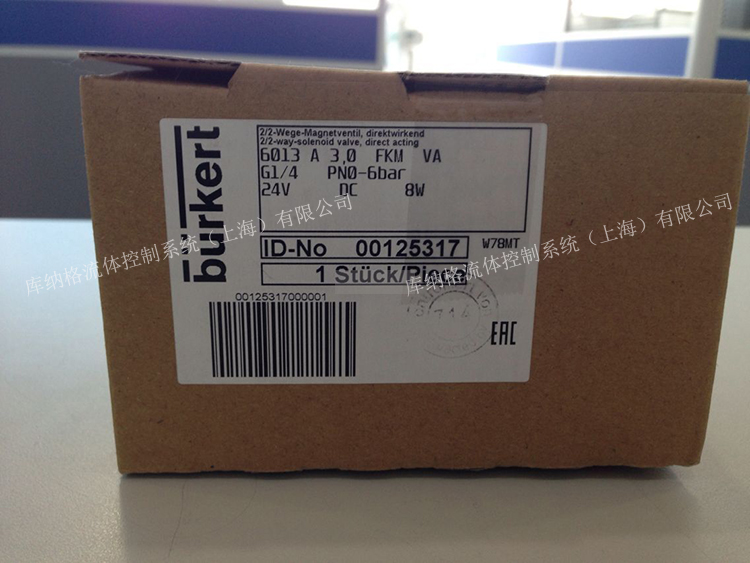 bürkert
2/2-Wege-Magnetventil, direktwirkend
2/2-way-solenoid valve, direct acting
6013 A 3,0 FKM VA
G1/4 PN0-6bar
24V DC 8W
ID-No 00125317
W78MT
1 Stück/Piece
00125317000001
714
EAC
库纳格流体控制系统（上海）有限公司
库纳格流体控制系统（上海）有限公司